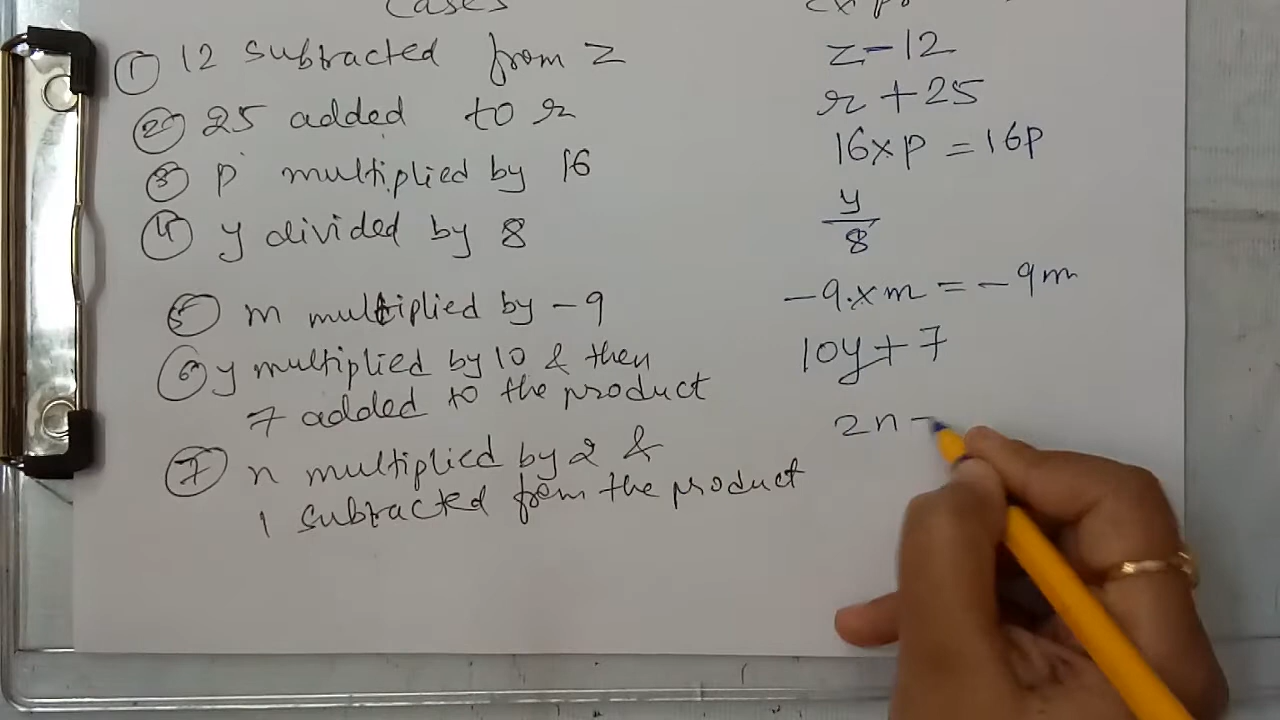 Cases
① 12 subtracted from z z-12
② 25 added to r r+25
③ p multiplied by 16 16×p = 16p
④ y divided by 8 y/8
⑤ m multiplied by -9 -9.×m = -9m
⑥ y multiplied by 10 & then 10y+7
7 added to the product
⑦ n multiplied by 2 & 2n-
1 subtracted from the product